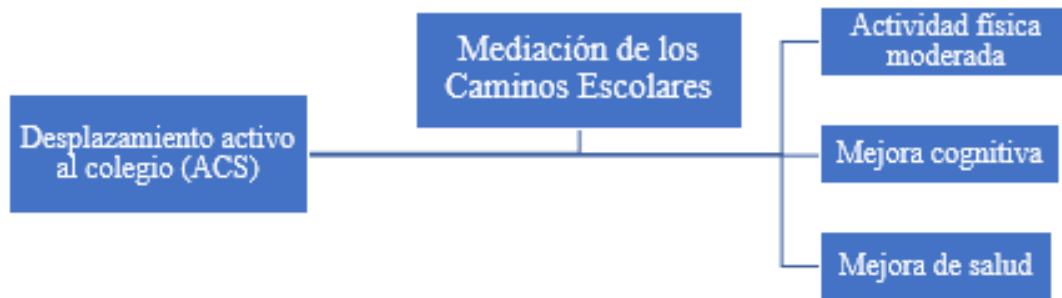 Desplazamiento activo
al colegio (ACS)
Mediación de los
Caminos Escolares
Actividad física
moderada
Mejora cognitiva
Mejora de salud